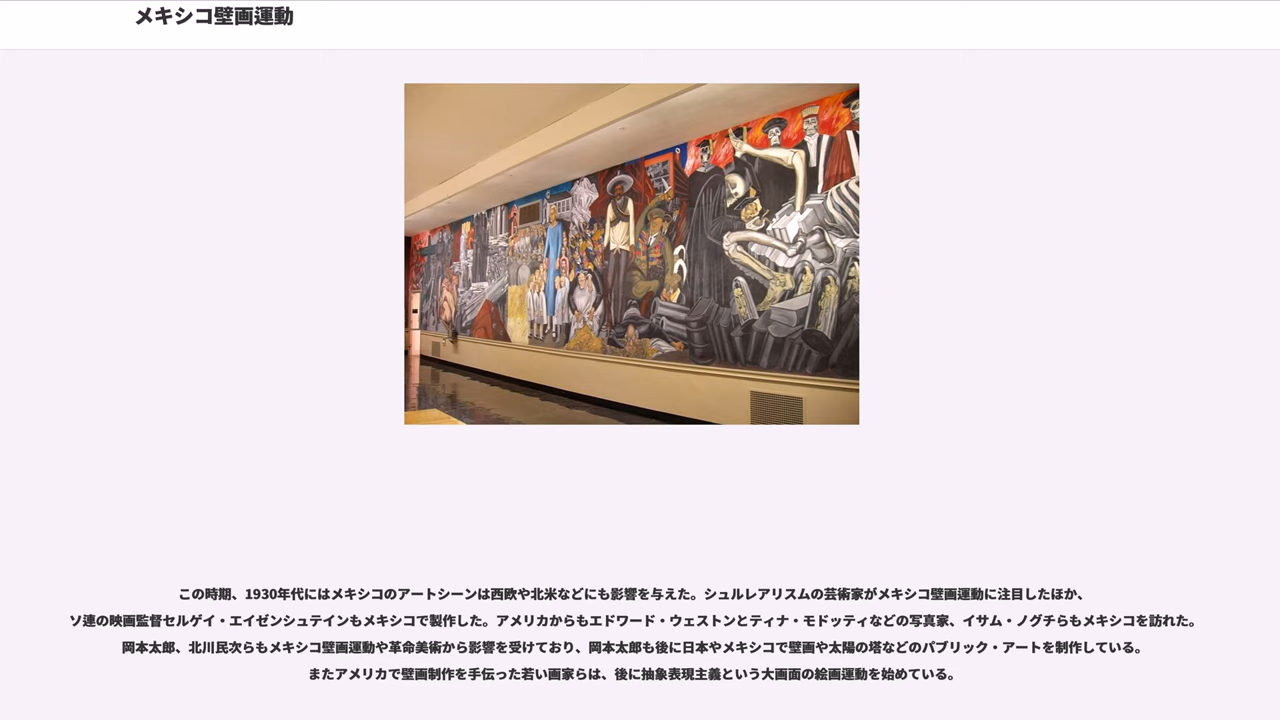 メキシコ壁画運動
この時期、1930年代にはメキシコのアートシーンは西欧や北米などにも影響を与えた。シュルレアリスムの芸術家がメキシコ壁画運動に注目したほか、
ソ連の映画監督セルゲイ・エイゼンシュテインもメキシコで製作した。アメリカからもエドワード・ウェストンとティナ・モドッティなどの写真家、イサム・ノグチらもメキシコを訪れた。
岡本太郎、北川民次らもメキシコ壁画運動や革命美術から影響を受けており、岡本太郎も後に日本やメキシコで壁画や太陽の塔などのパブリック・アートを制作している。
またアメリカで壁画制作を手伝った若い画家らは、後に抽象表現主義という大画面の絵画運動を始めている。